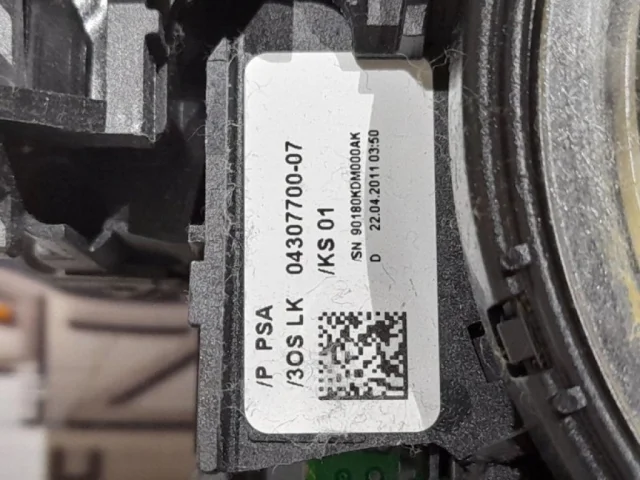 /P PSA
/3OS LK 04307700-07
/KS 01
/SN 90180KDM000AK
D 22.04.2011 03:50